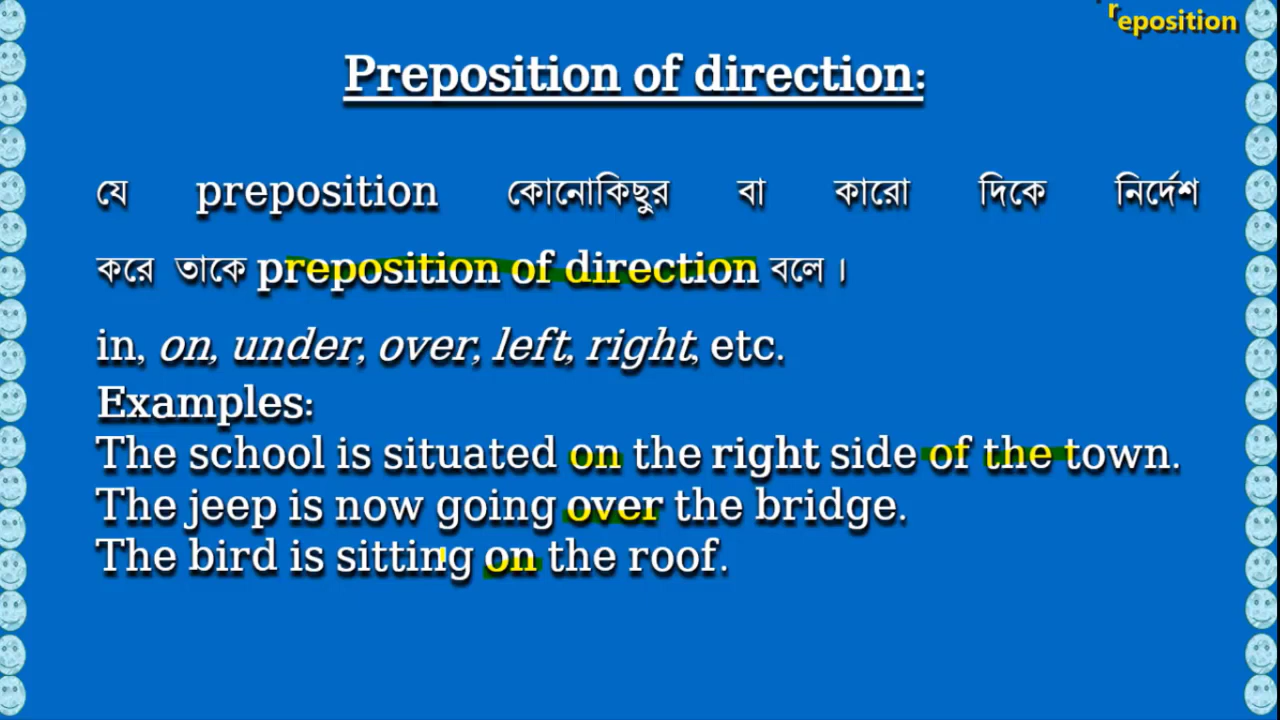 reposition
Preposition of direction:
যে preposition কোনোকিছুর বা কারো দিকে নির্দেশ
করে তাকে preposition of direction বলে ।
in, on, under, over, left, right, etc.
Examples:
The school is situated on the right side of the town.
The jeep is now going over the bridge.
The bird is sitting on the roof.